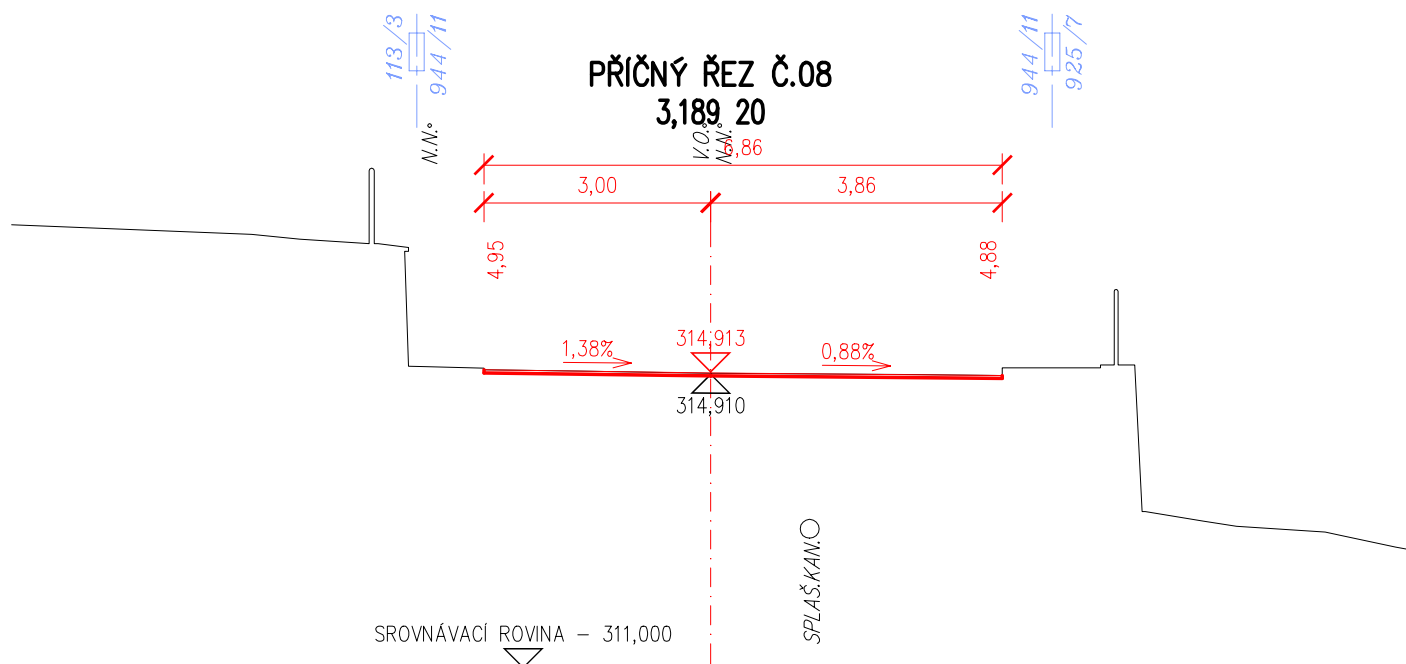 113/3
944/11
944/11
925/7
PŘÍČNÝ ŘEZ Č.08
3,189 20
N.N.
V.O.
N.N.
6,86
3,00
3,86
4,95
4,88
314,913
1,38%
0,88%
314,910
SPLAŠ.KAN.
SROVNÁVACÍ ROVINA – 311,000